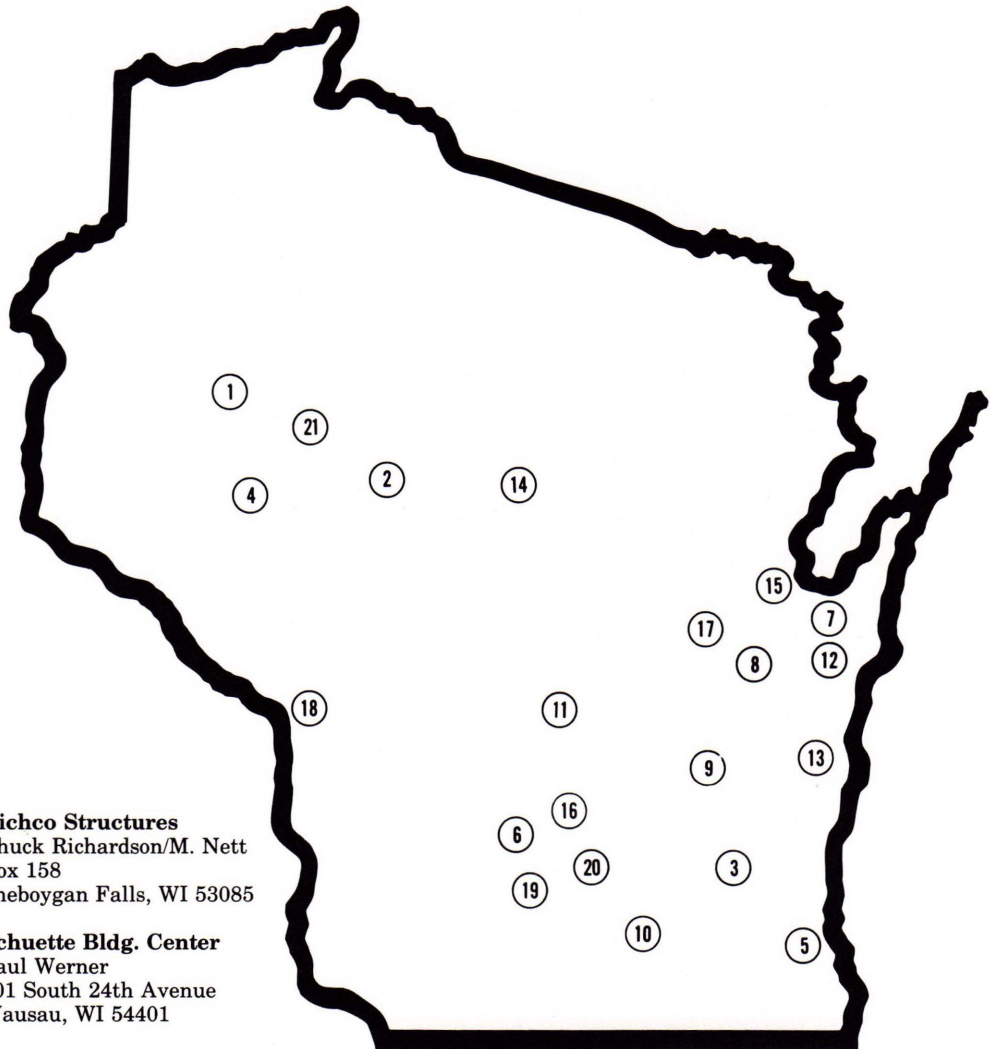 1
21
2
14
4
15
7
17
12
8
18
11
13
9
16
6
20
3
19
10
5
ichco Structures
huck Richardson/M. Nett
ox 158
heboygan Falls, WI 53085
chuette Bldg. Center
aul Werner
01 South 24th Avenue
ausau, WI 54401